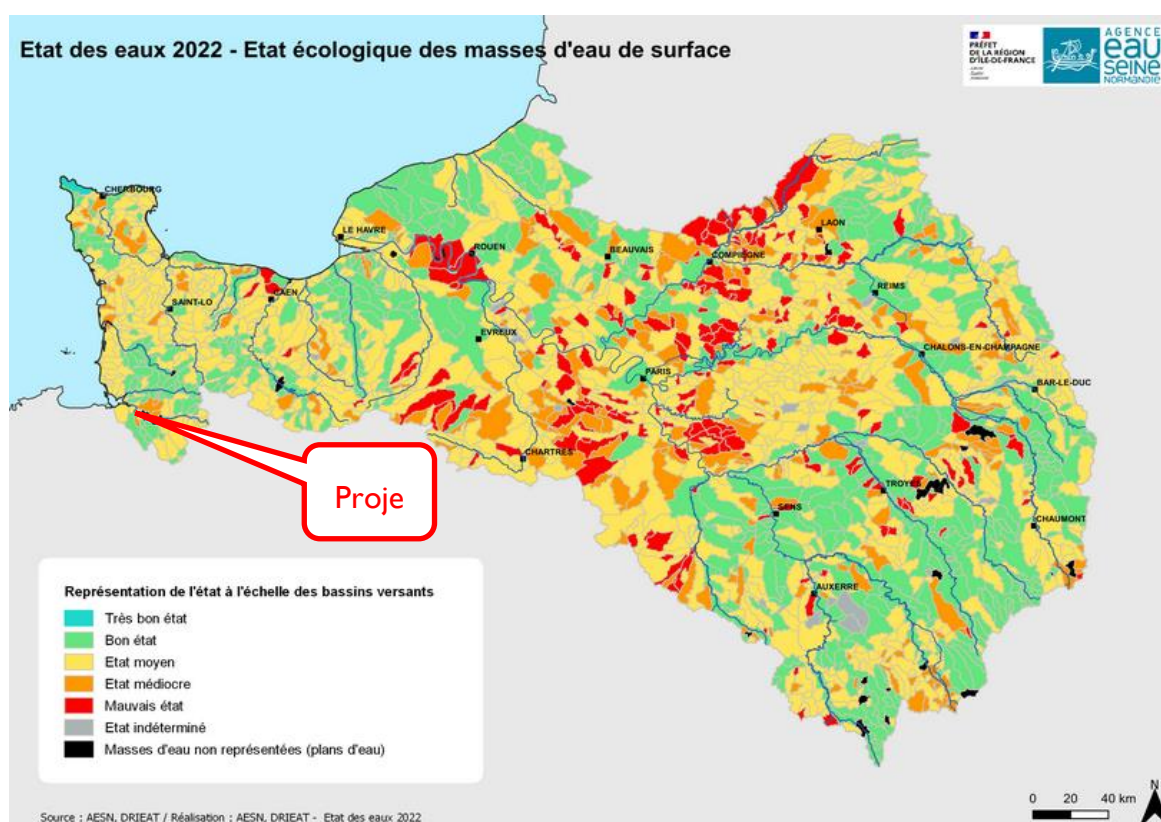 Etat des eaux 2022 - Etat écologique des masses d'eau de surface
PRÉFET
DE LA RÉGION
D'ÎLE-DE-FRANCE
AGENCE
eau
seine
NORMANDIE
CHERBOURG
LE HAVRE
ROUEN
BEAUVAIS
COMPIEGNE
LAON
SAINT-LO
CAEN
REIMS
EVREUX
CHALONS-EN-CHAMPAGNE
PARIS
BAR-LE-DUC
CHARTRES
Proje
TROYES
SENS
CHAUMONT
AUXERRE
Représentation de l'état à l'échelle des bassins versants
Très bon état
Bon état
Etat moyen
Etat médiocre
Mauvais état
Etat indéterminé
Masses d'eau non représentées (plans d'eau)
N
0 20 40 km
Source : AESN, DRIEAT / Réalisation : AESN, DRIEAT - Etat des eaux 2022